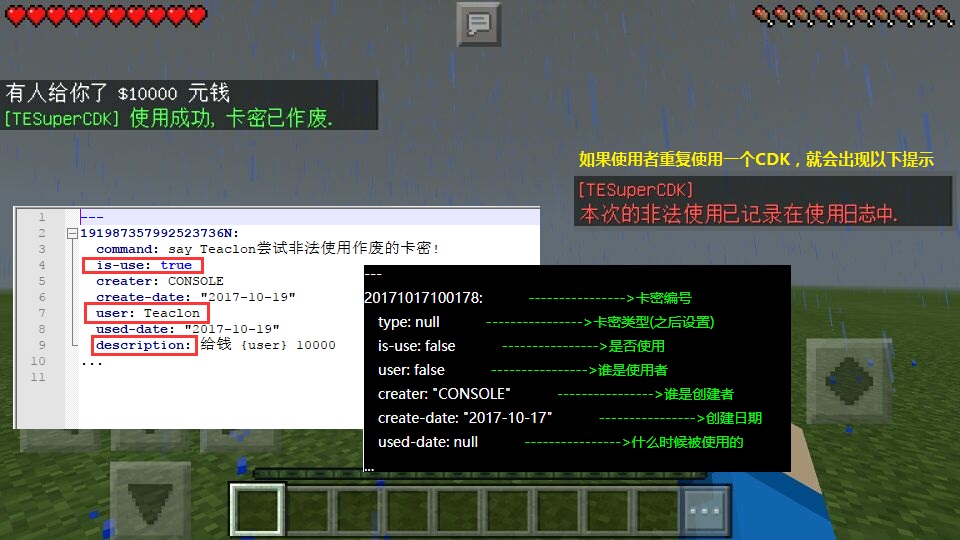 有人给你了 $10000 元钱
[TESuperCDK] 使用成功, 卡密已作废.
如果使用者重复使用一个CDK，就会出现以下提示
[TESuperCDK]
本次的非法使用已记录在使用日志中.
1 ---
2 191987357992523736N:
3 command: say Teaclon尝试非法使用作废的卡密!
4 is-use: true
5 creater: CONSOLE
6 create-date: "2017-10-19"
7 user: Teaclon
8 used-date: "2017-10-19"
9 description: 给钱 {user} 10000
10 ...
11
---
20171017100178: ---------------->卡密编号
type: null ---------------->卡密类型(之后设置)
is-use: false ---------------->是否使用
user: false ---------------->谁是使用者
creater: "CONSOLE" ---------------->谁是创建者
create-date: "2017-10-17" ---------------->创建日期
used-date: null ---------------->什么时候被使用的
...